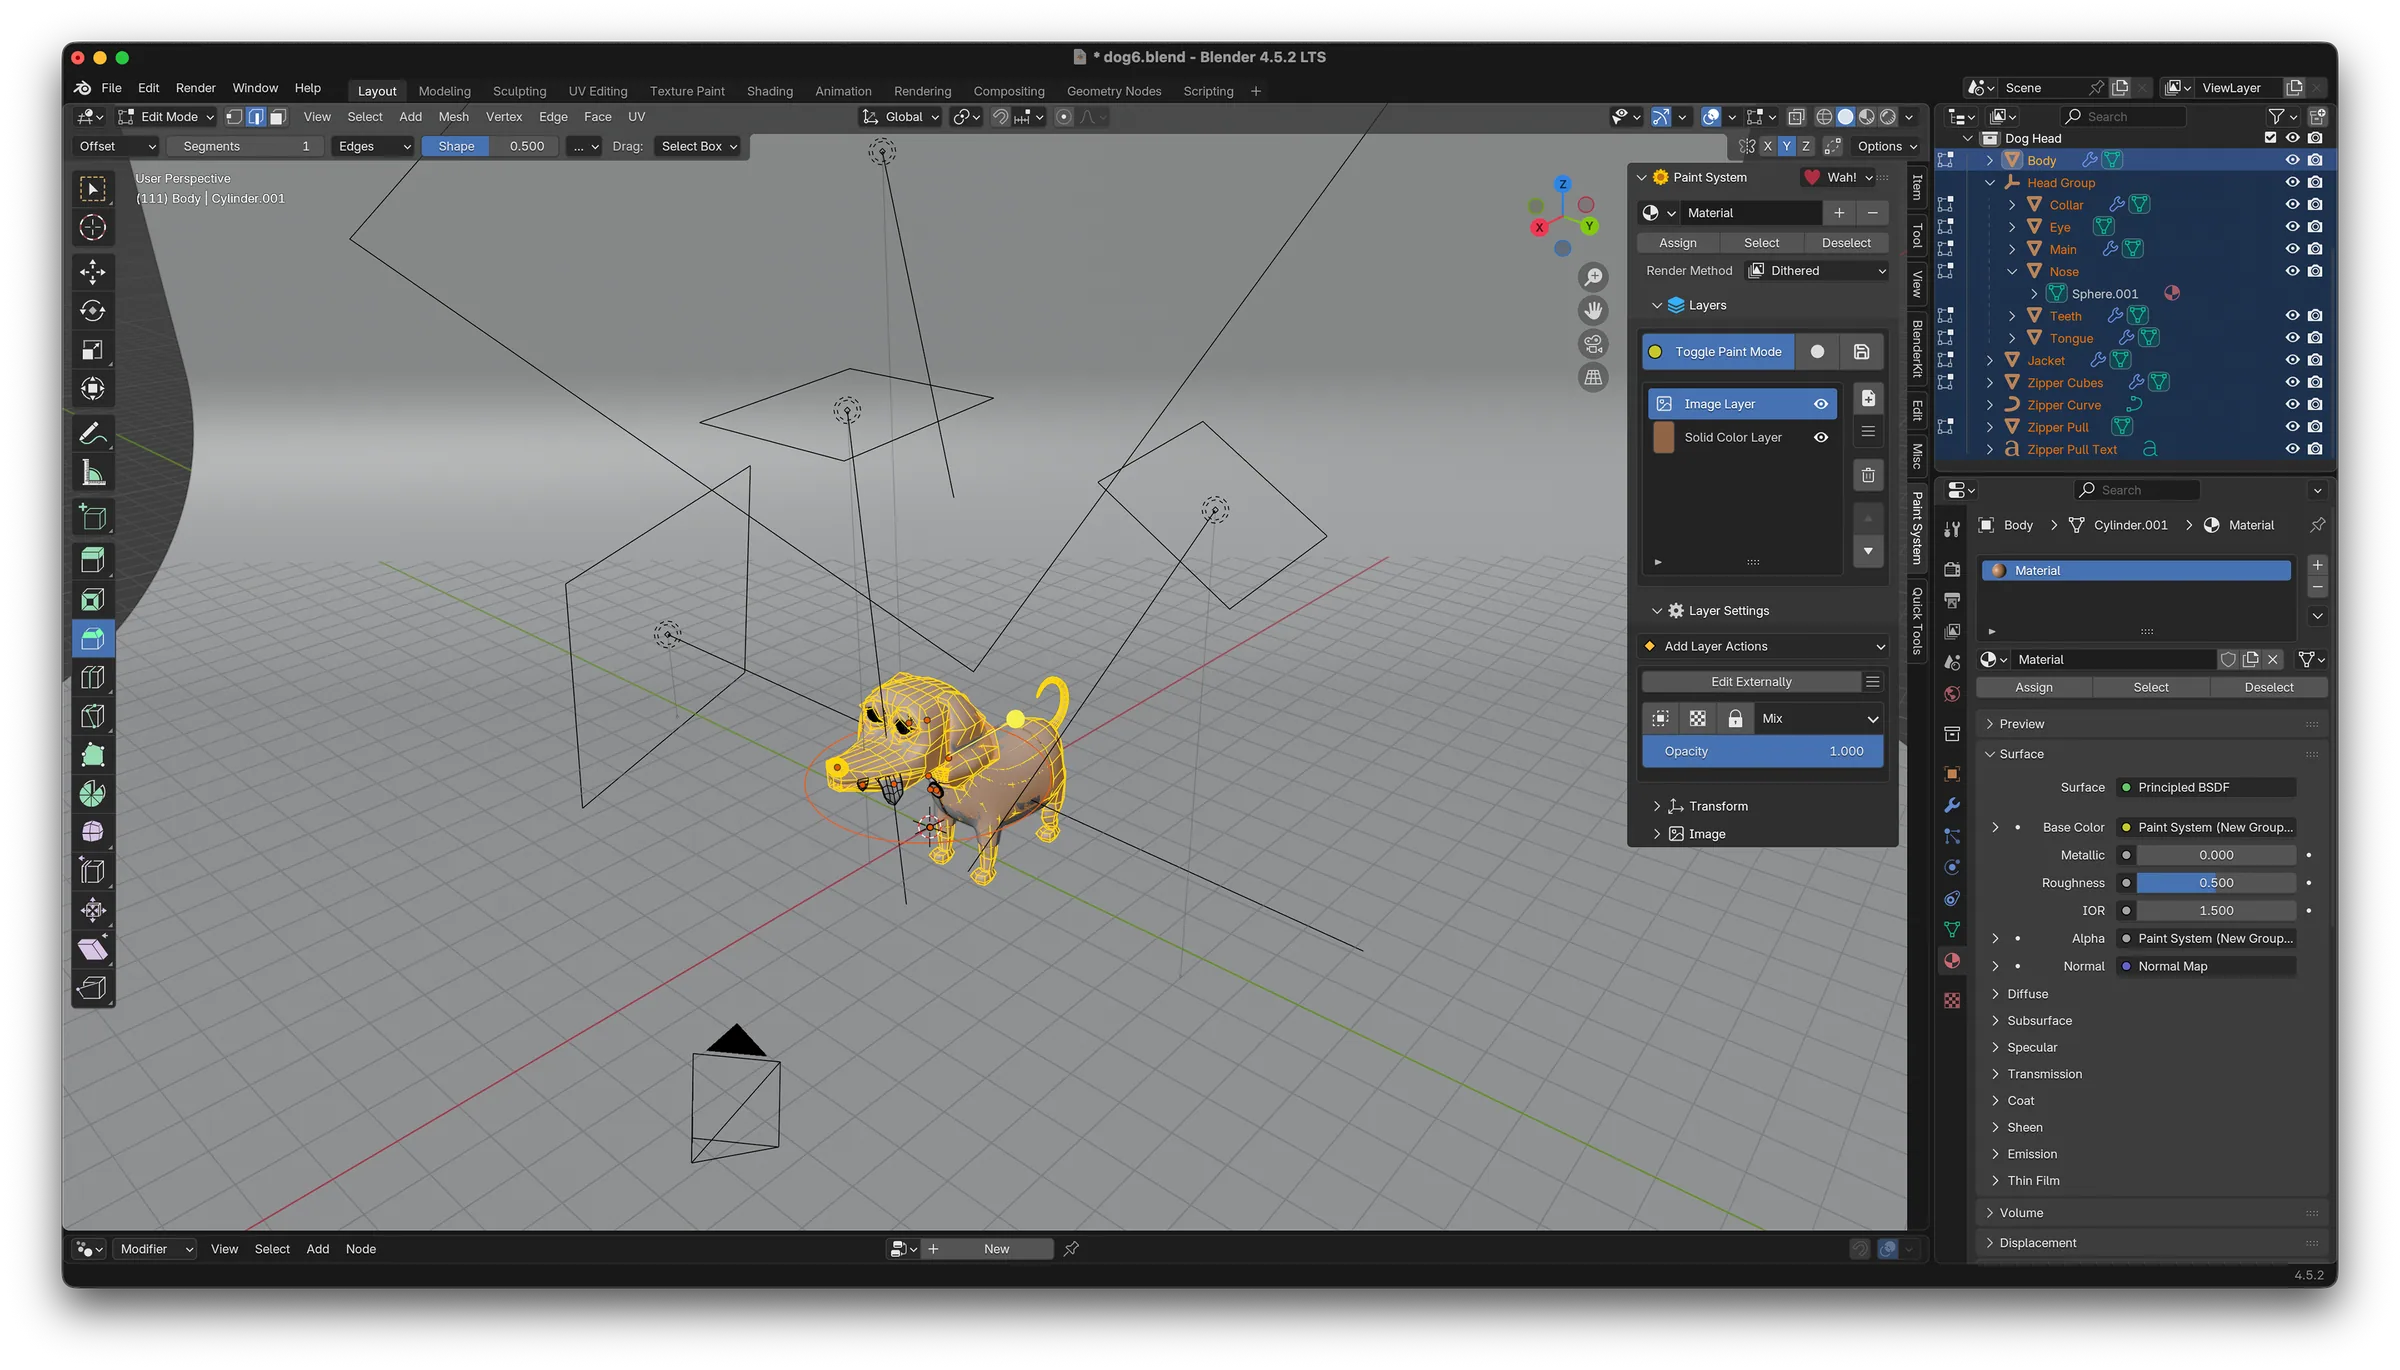 * dog6.blend - Blender 4.5.2 LTS
File Edit Render Window Help
Layout Modeling Sculpting UV Editing Texture Paint Shading Animation Rendering Compositing Geometry Nodes Scripting +
Scene
ViewLayer
Edit Mode View Select Add Mesh Vertex Edge Face UV
Global
Search
Offset Segments 1 Edges Shape 0.500 ... Drag: Select Box
X Y Z Options
User Perspective
(111) Body | Cylinder.001
Z
X
Y
Paint System Wah!
Material + −
Assign Select Deselect
Render Method Dithered
Layers
Toggle Paint Mode
Image Layer
Solid Color Layer
Layer Settings
Add Layer Actions
Edit Externally
Mix
Opacity 1.000
Transform
Image
Item
Tool
View
BlenderKit
Edit
Misc
Paint System
Quick Tools
Dog Head
Body
Head Group
Collar
Eye
Main
Nose
Sphere.001
Teeth
Tongue
Jacket
Zipper Cubes
Zipper Curve
Zipper Pull
a Zipper Pull Text a
Search
Body Cylinder.001 Material
Material
Material
Assign Select Deselect
Preview
Surface
Surface Principled BSDF
Base Color Paint System (New Group...
Metallic 0.000
Roughness 0.500
IOR 1.500
Alpha Paint System (New Group...
Normal Normal Map
Diffuse
Subsurface
Specular
Transmission
Coat
Sheen
Emission
Thin Film
Volume
Displacement
Modifier View Select Add Node
+ New
4.5.2